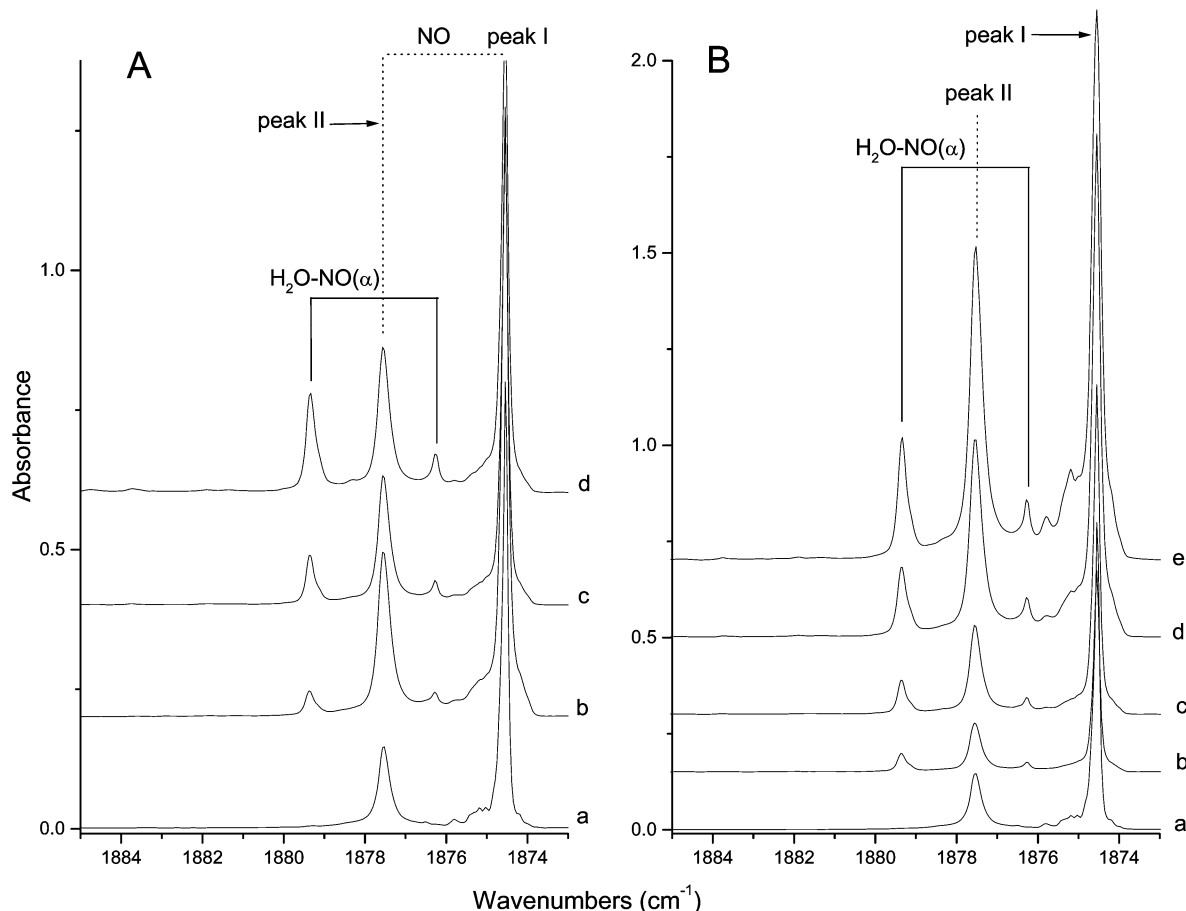 A
NO
peak I
peak II
H₂O-NO(α)
Absorbance
1.0
0.5
0.0
d
c
b
a
1884
1882
1880
1878
1876
1874
B
peak I
peak II
H₂O-NO(α)
2.0
1.5
1.0
0.5
0.0
e
d
c
b
a
1884
1882
1880
1878
1876
1874
Wavenumbers (cm⁻¹)